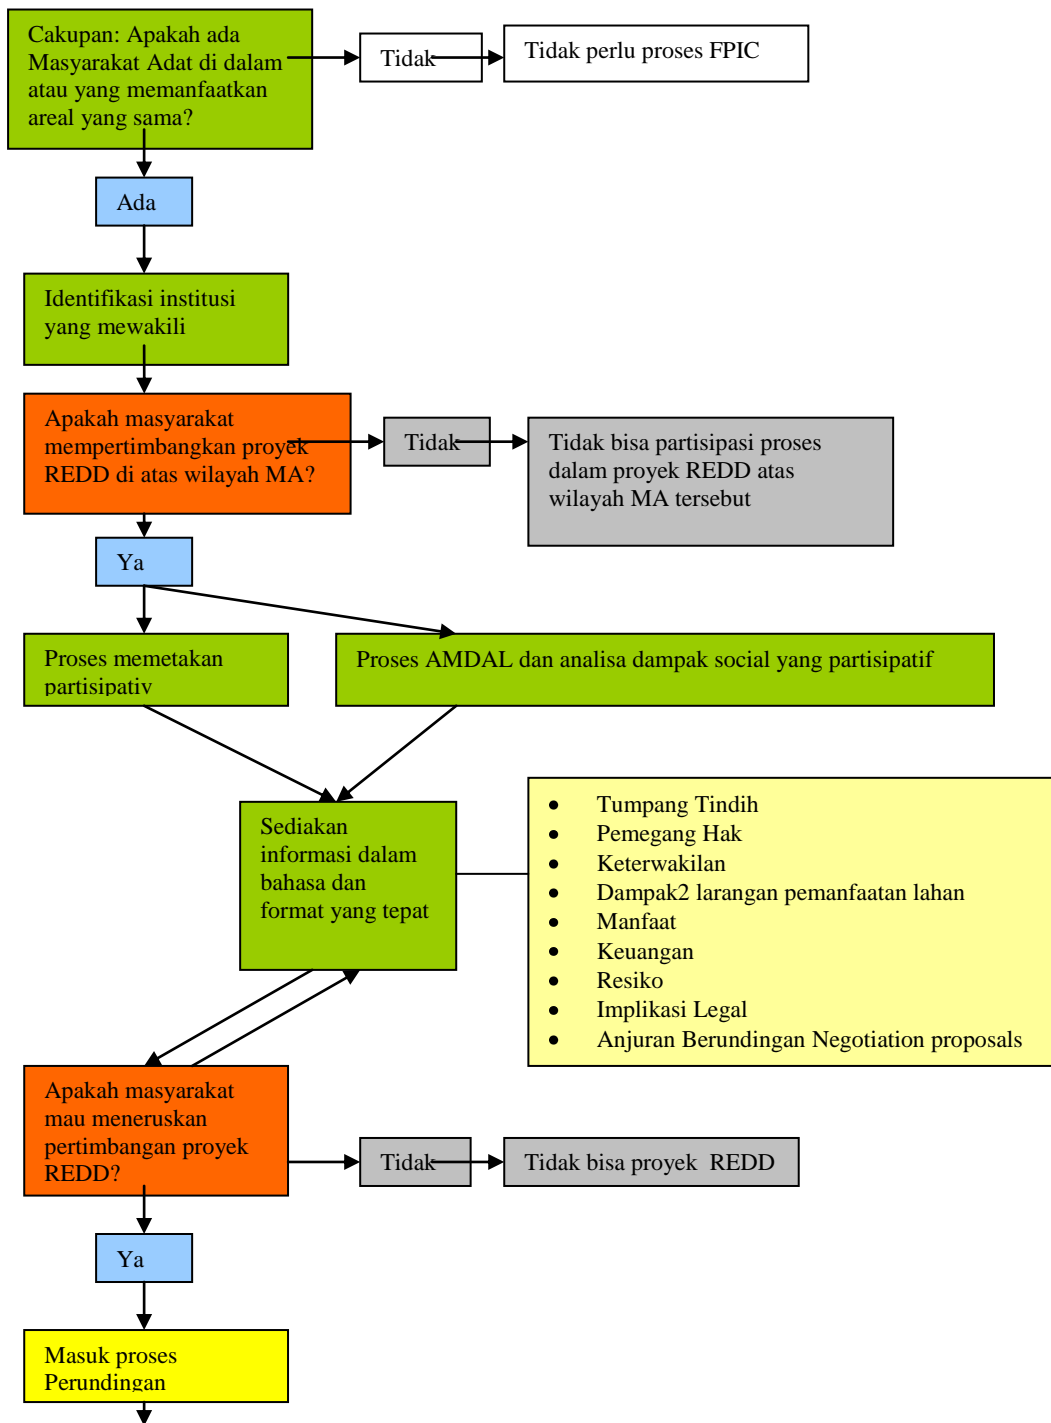 Cakupan: Apakah ada
Masyarakat Adat di dalam
atau yang memanfaatkan
areal yang sama?
Tidak
Tidak perlu proses FPIC
Ada
Identifikasi institusi
yang mewakili
Apakah masyarakat
mempertimbangkan proyek
REDD di atas wilayah MA?
Tidak
Tidak bisa partisipasi proses
dalam proyek REDD atas
wilayah MA tersebut
Ya
Proses memetakan
partisipativ
Proses AMDAL dan analisa dampak social yang partisipatif
Sediakan
informasi dalam
bahasa dan
format yang tepat
• Tumpang Tindih
• Pemegang Hak
• Keterwakilan
• Dampak2 larangan pemanfaatan lahan
• Manfaat
• Keuangan
• Resiko
• Implikasi Legal
• Anjuran Berundingan Negotiation proposals
Apakah masyarakat
mau meneruskan
pertimbangan proyek
REDD?
Tidak
Tidak bisa proyek  REDD
Ya
Masuk proses
Perundingan